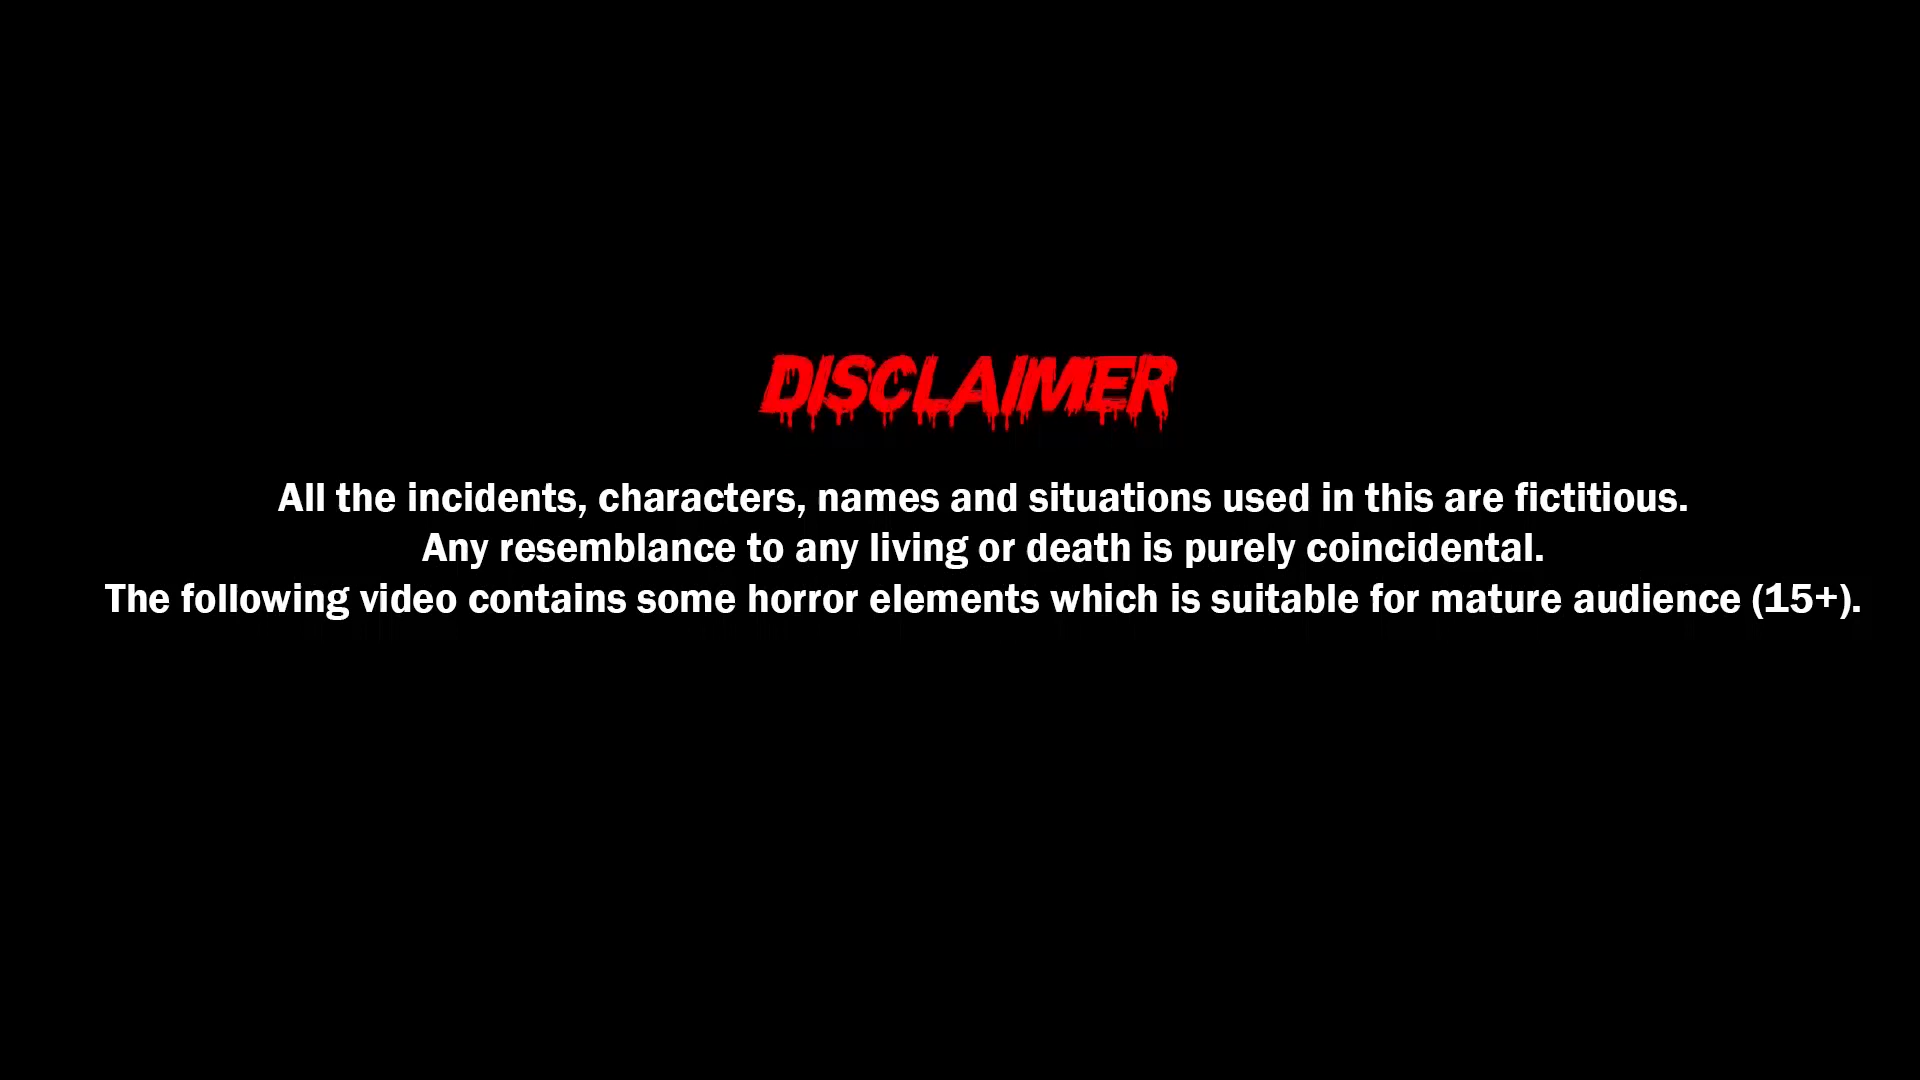 DISCLAIMER
All the incidents, characters, names and situations used in this are fictitious.
Any resemblance to any living or death is purely coincidental.
The following video contains some horror elements which is suitable for mature audience (15+).